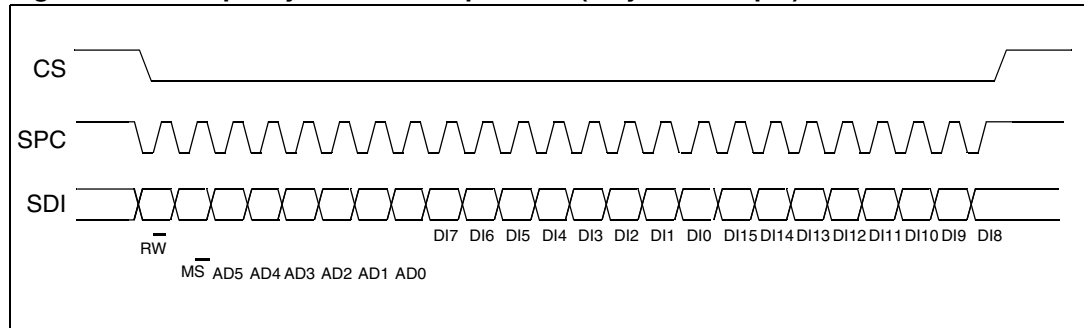 CS
SPC
SDI
DI7 DI6 DI5 DI4 DI3 DI2 DI1 DI0 DI15 DI14 DI13 DI12 DI11 DI10 DI9 DI8
RW
MS AD5 AD4 AD3 AD2 AD1 AD0